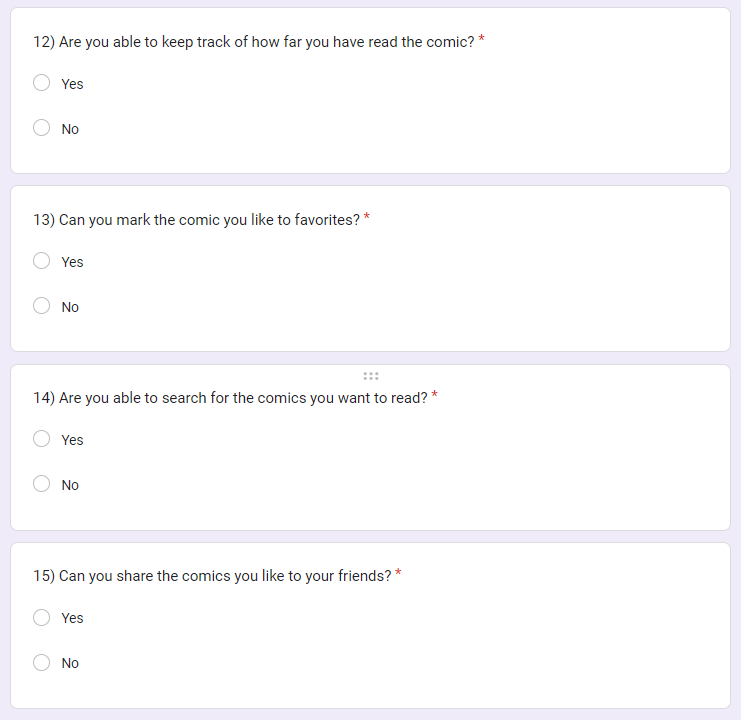 12) Are you able to keep track of how far you have read the comic? *
Yes
No
13) Can you mark the comic you like to favorites? *
Yes
No
14) Are you able to search for the comics you want to read? *
Yes
No
15) Can you share the comics you like to your friends? *
Yes
No